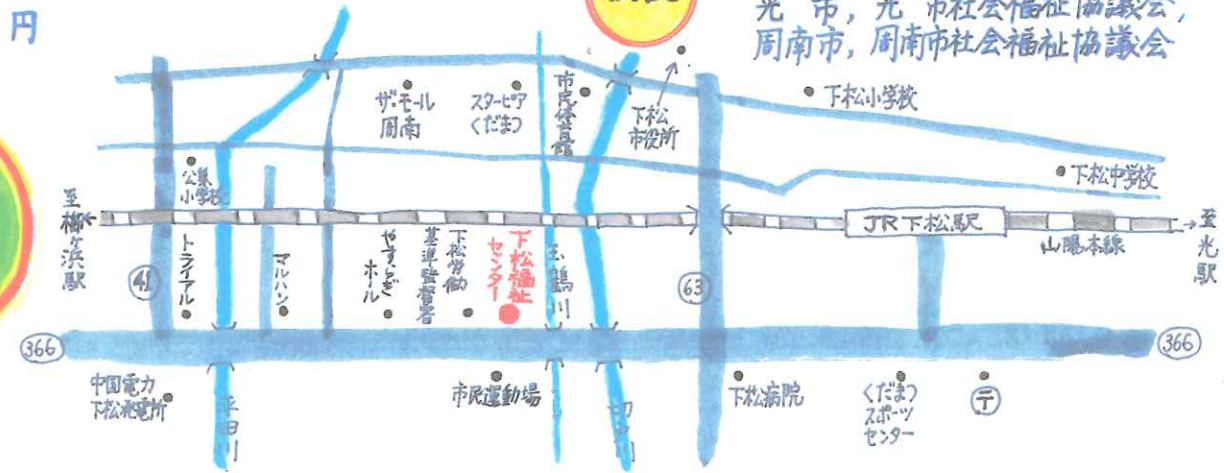 円
光市, 光市社会福祉協議会,
周南市, 周南市社会福祉協議会
ザ・モール
周南
スターピア
くだまつ
市民体育館
下松
市役所
下松小学校
公集
小学校
下松中学校
至櫛ヶ浜駅
JR下松駅
山陽本線
至光駅
41
トライアル
マルハン
やすらぎ
ホール
下松労働
基準監督署
下松福祉
センター
玉鶴川
63
366
366
中国電力
下松発電所
平田川
市民運動場
切戸川
下松病院
くだまつ
スポーツ
センター
〒